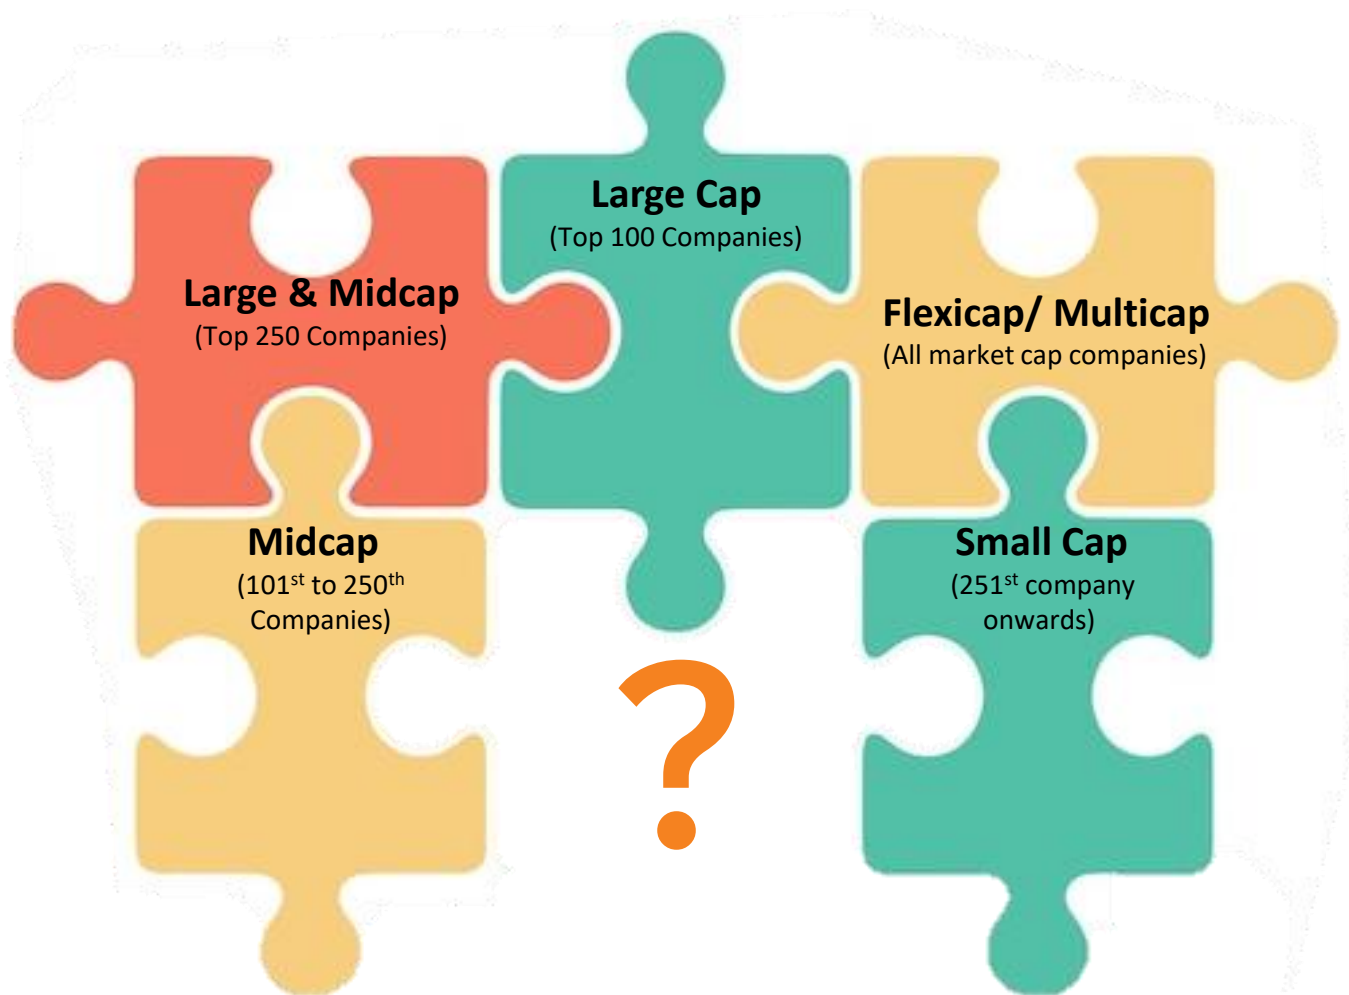 Large Cap
(Top 100 Companies)
Large & Midcap
(Top 250 Companies)
Flexicap/ Multicap
(All market cap companies)
Midcap
(101st to 250th
Companies)
Small Cap
(251st company
onwards)
?